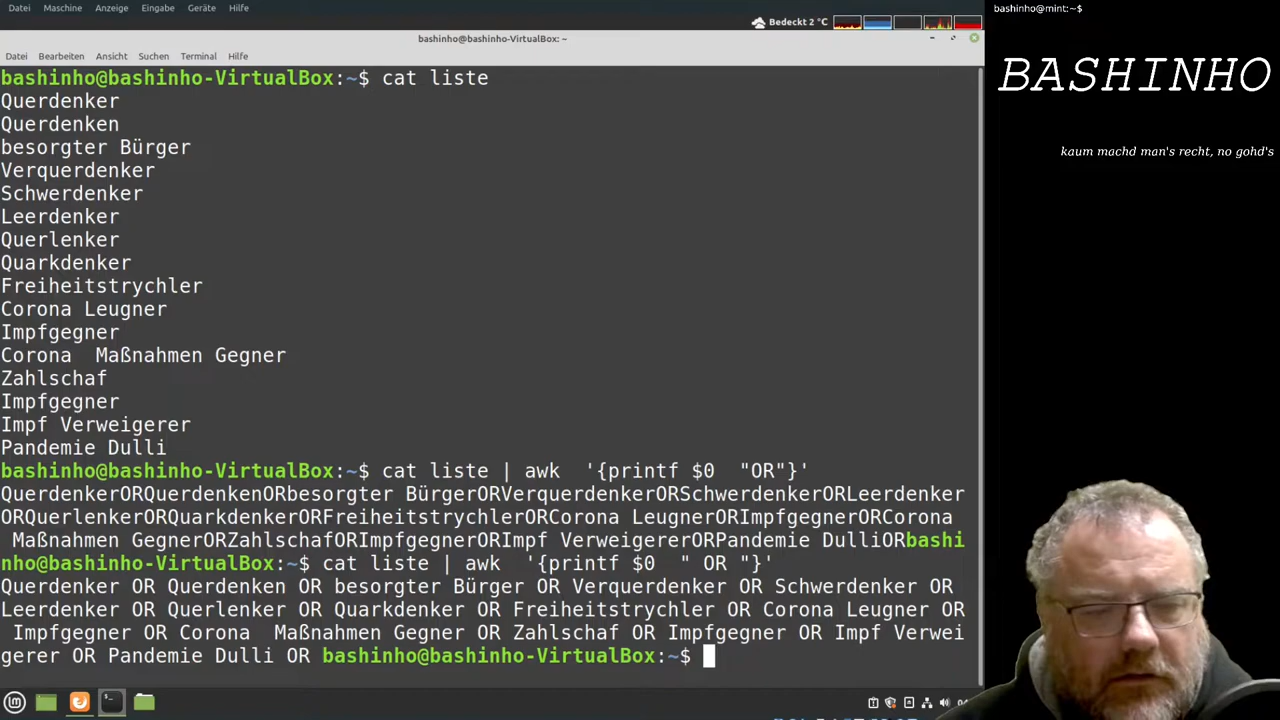 Datei Maschine Anzeige Eingabe Geräte Hilfe
bashinho@mint:~$
Bedeckt 2 °C
bashinho@bashinho-VirtualBox: ~
Datei Bearbeiten Ansicht Suchen Terminal Hilfe
BASHINHO
kaum machd man's recht, no gohd's
bashinho@bashinho-VirtualBox:~$ cat liste
Querdenker
Querdenken
besorgter Bürger
Verquerdenker
Schwerdenker
Leerdenker
Querlenker
Quarkdenker
Freiheitstrychler
Corona Leugner
Impfgegner
Corona  Maßnahmen Gegner
Zahlschaf
Impfgegner
Impf Verweigerer
Pandemie Dulli
bashinho@bashinho-VirtualBox:~$ cat liste | awk  '{printf $0  "OR"}'
QuerdenkerORQuerdenkenORbesorgter BürgerORVerquerdenkerORSchwerdenkerORLeerdenker
ORQuerlenkerORQuarkdenkerORFreiheitstrychlerORCorona LeugnerORImpfgegnerORCorona
 Maßnahmen GegnerORZahlschafORImpfgegnerORImpf VerweigererORPandemie DulliORbashi
nho@bashinho-VirtualBox:~$ cat liste | awk  '{printf $0  " OR "}'
Querdenker OR Querdenken OR besorgter Bürger OR Verquerdenker OR Schwerdenker OR
Leerdenker OR Querlenker OR Quarkdenker OR Freiheitstrychler OR Corona Leugner OR
 Impfgegner OR Corona  Maßnahmen Gegner OR Zahlschaf OR Impfgegner OR Impf Verwei
gerer OR Pandemie Dulli OR bashinho@bashinho-VirtualBox:~$